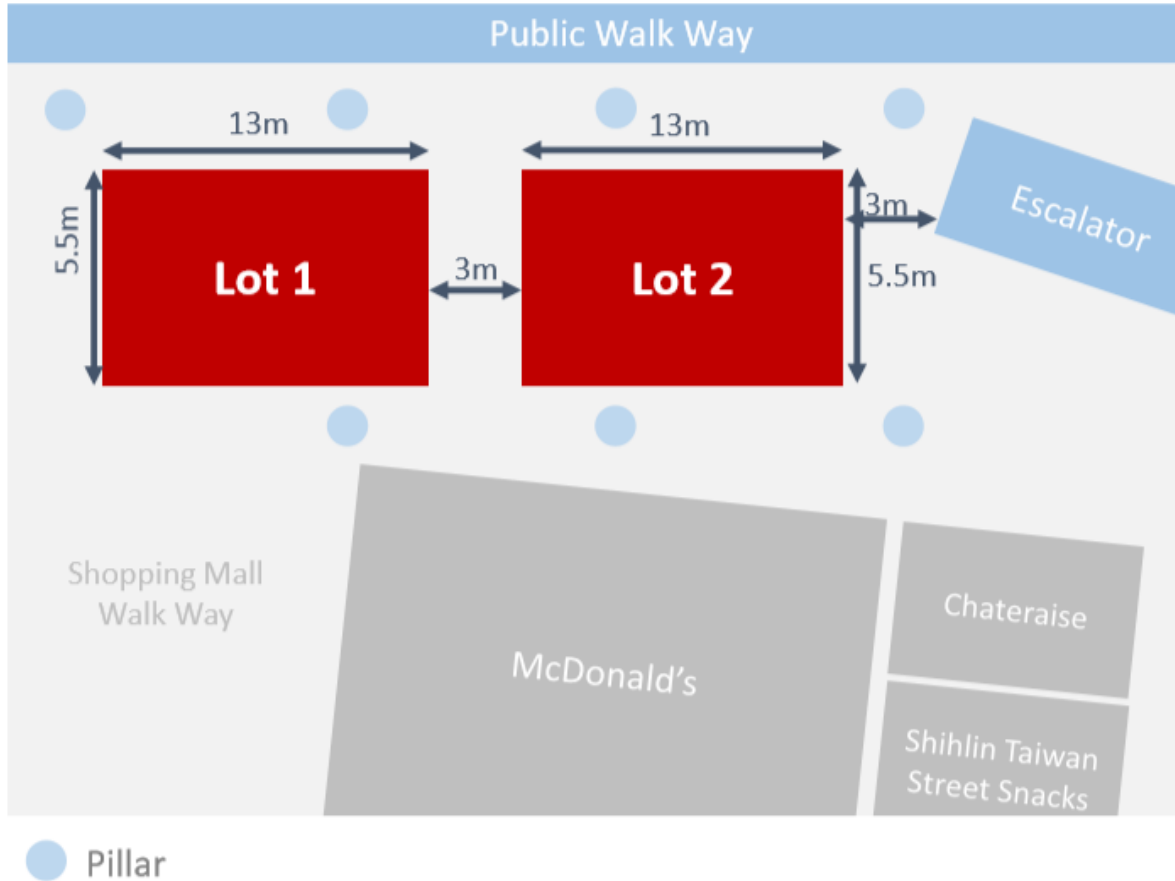 Public Walk Way
13m
13m
5.5m
Lot 1
3m
Lot 2
3m
5.5m
Escalator
Shopping Mall
Walk Way
McDonald's
Chateraise
Shihlin Taiwan
Street Snacks
Pillar